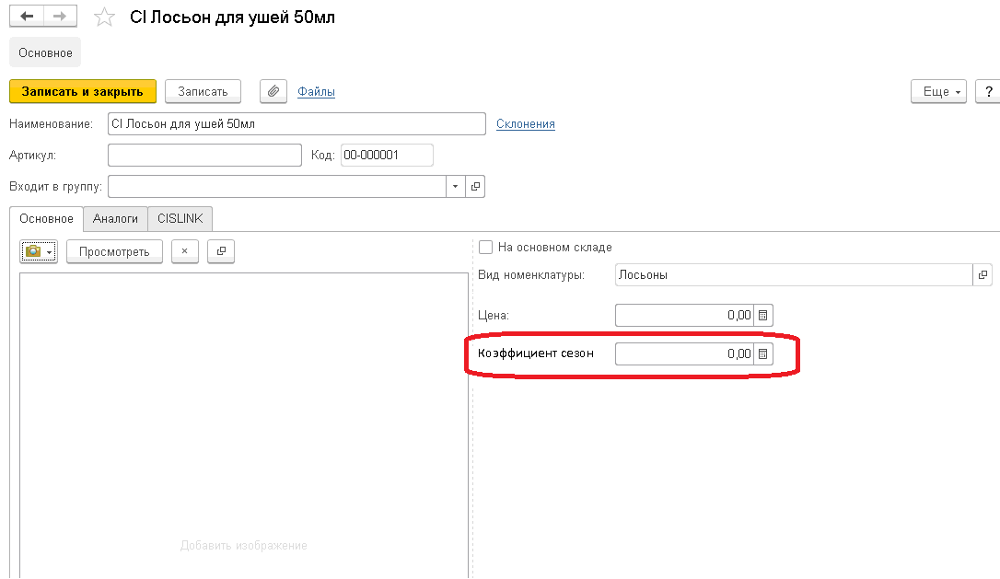 CI Лосьон для ушей 50мл
Основное
Записать и закрыть Записать Файлы Еще ?
Наименование: CI Лосьон для ушей 50мл Склонения
Артикул: Код: 00-000001
Входит в группу:
Основное Аналоги CISLINK
Просмотреть × На основном складе
Вид номенклатуры: Лосьоны
Цена: 0,00
Коэффициент сезон 0,00
Добавить изображение